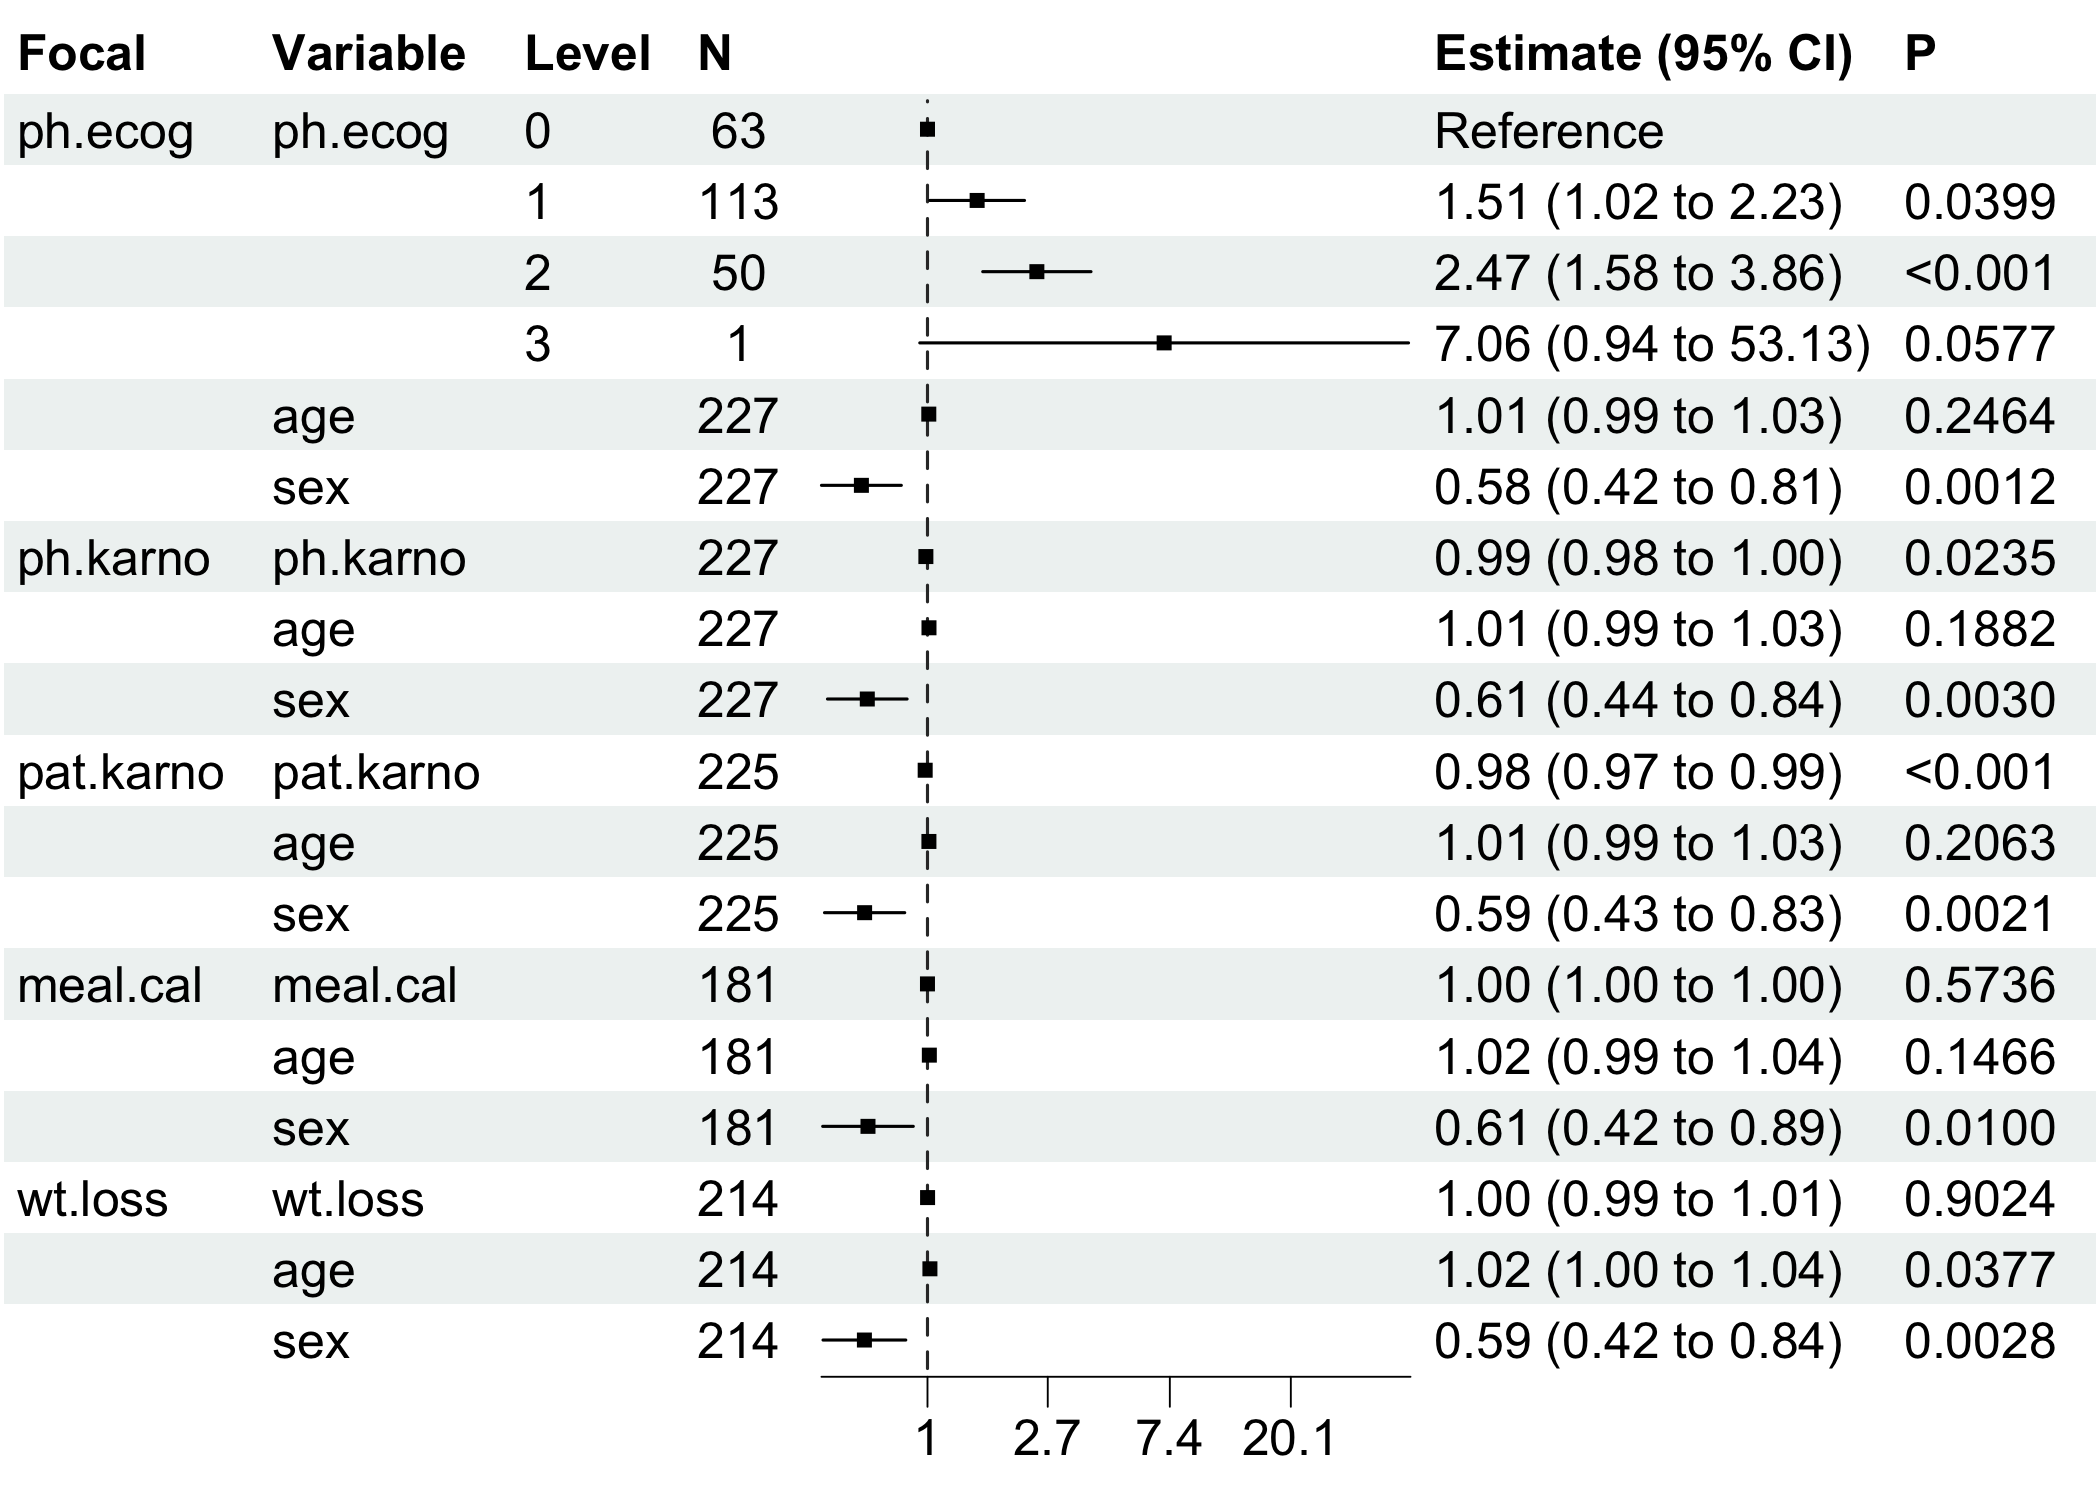 Focal Variable Level N Estimate (95% CI) P
ph.ecog ph.ecog 0 63 Reference
1 113 1.51 (1.02 to 2.23) 0.0399
2 50 2.47 (1.58 to 3.86) <0.001
3 1 7.06 (0.94 to 53.13) 0.0577
age 227 1.01 (0.99 to 1.03) 0.2464
sex 227 0.58 (0.42 to 0.81) 0.0012
ph.karno ph.karno 227 0.99 (0.98 to 1.00) 0.0235
age 227 1.01 (0.99 to 1.03) 0.1882
sex 227 0.61 (0.44 to 0.84) 0.0030
pat.karno pat.karno 225 0.98 (0.97 to 0.99) <0.001
age 225 1.01 (0.99 to 1.03) 0.2063
sex 225 0.59 (0.43 to 0.83) 0.0021
meal.cal meal.cal 181 1.00 (1.00 to 1.00) 0.5736
age 181 1.02 (0.99 to 1.04) 0.1466
sex 181 0.61 (0.42 to 0.89) 0.0100
wt.loss wt.loss 214 1.00 (0.99 to 1.01) 0.9024
age 214 1.02 (1.00 to 1.04) 0.0377
sex 214 0.59 (0.42 to 0.84) 0.0028
1 2.7 7.4 20.1